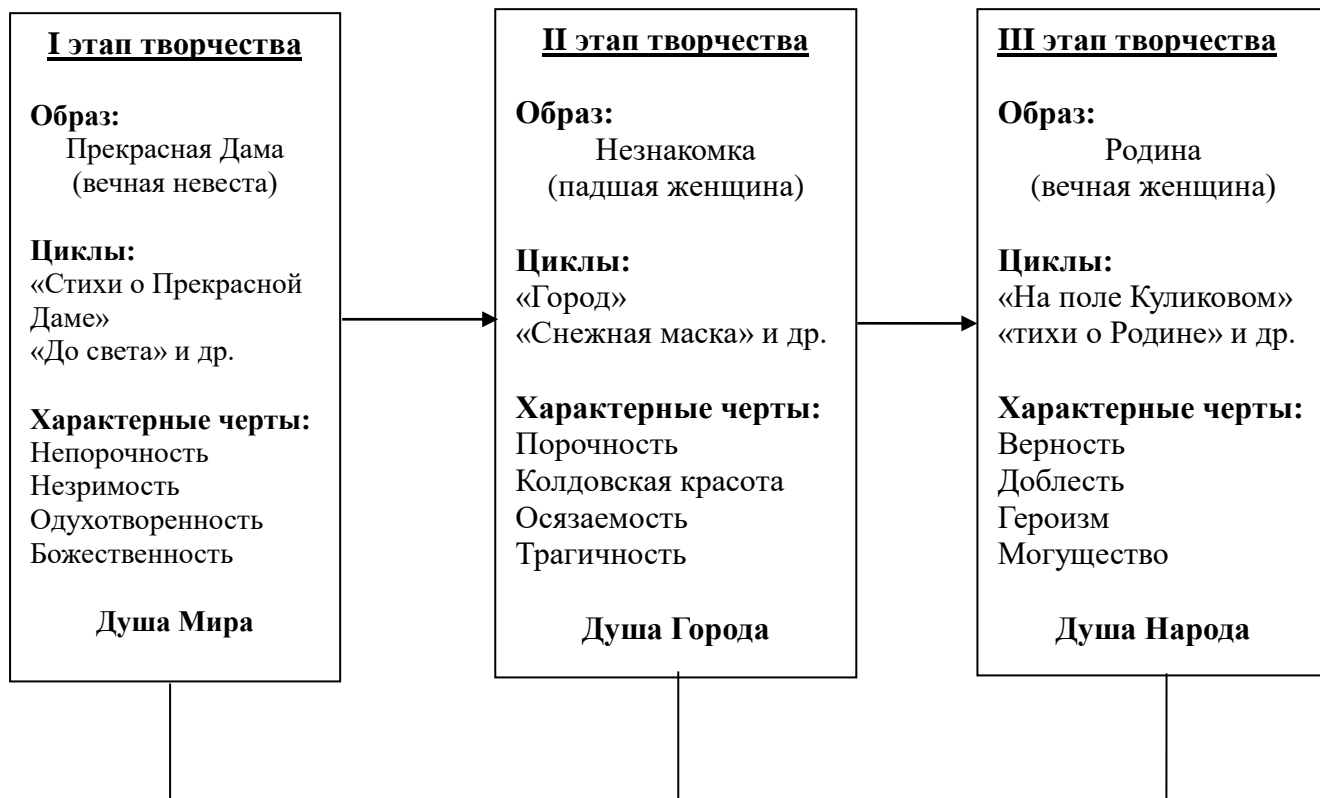 I этап творчества
Образ:
Прекрасная Дама
(вечная невеста)
Циклы:
«Стихи о Прекрасной
Даме»
«До света» и др.
Характерные черты:
Непорочность
Незримость
Одухотворенность
Божественность
Душа Мира
II этап творчества
Образ:
Незнакомка
(падшая женщина)
Циклы:
«Город»
«Снежная маска» и др.
Характерные черты:
Порочность
Колдовская красота
Осязаемость
Трагичность
Душа Города
III этап творчества
Образ:
Родина
(вечная женщина)
Циклы:
«На поле Куликовом»
«тихи о Родине» и др.
Характерные черты:
Верность
Доблесть
Героизм
Могущество
Душа Народа